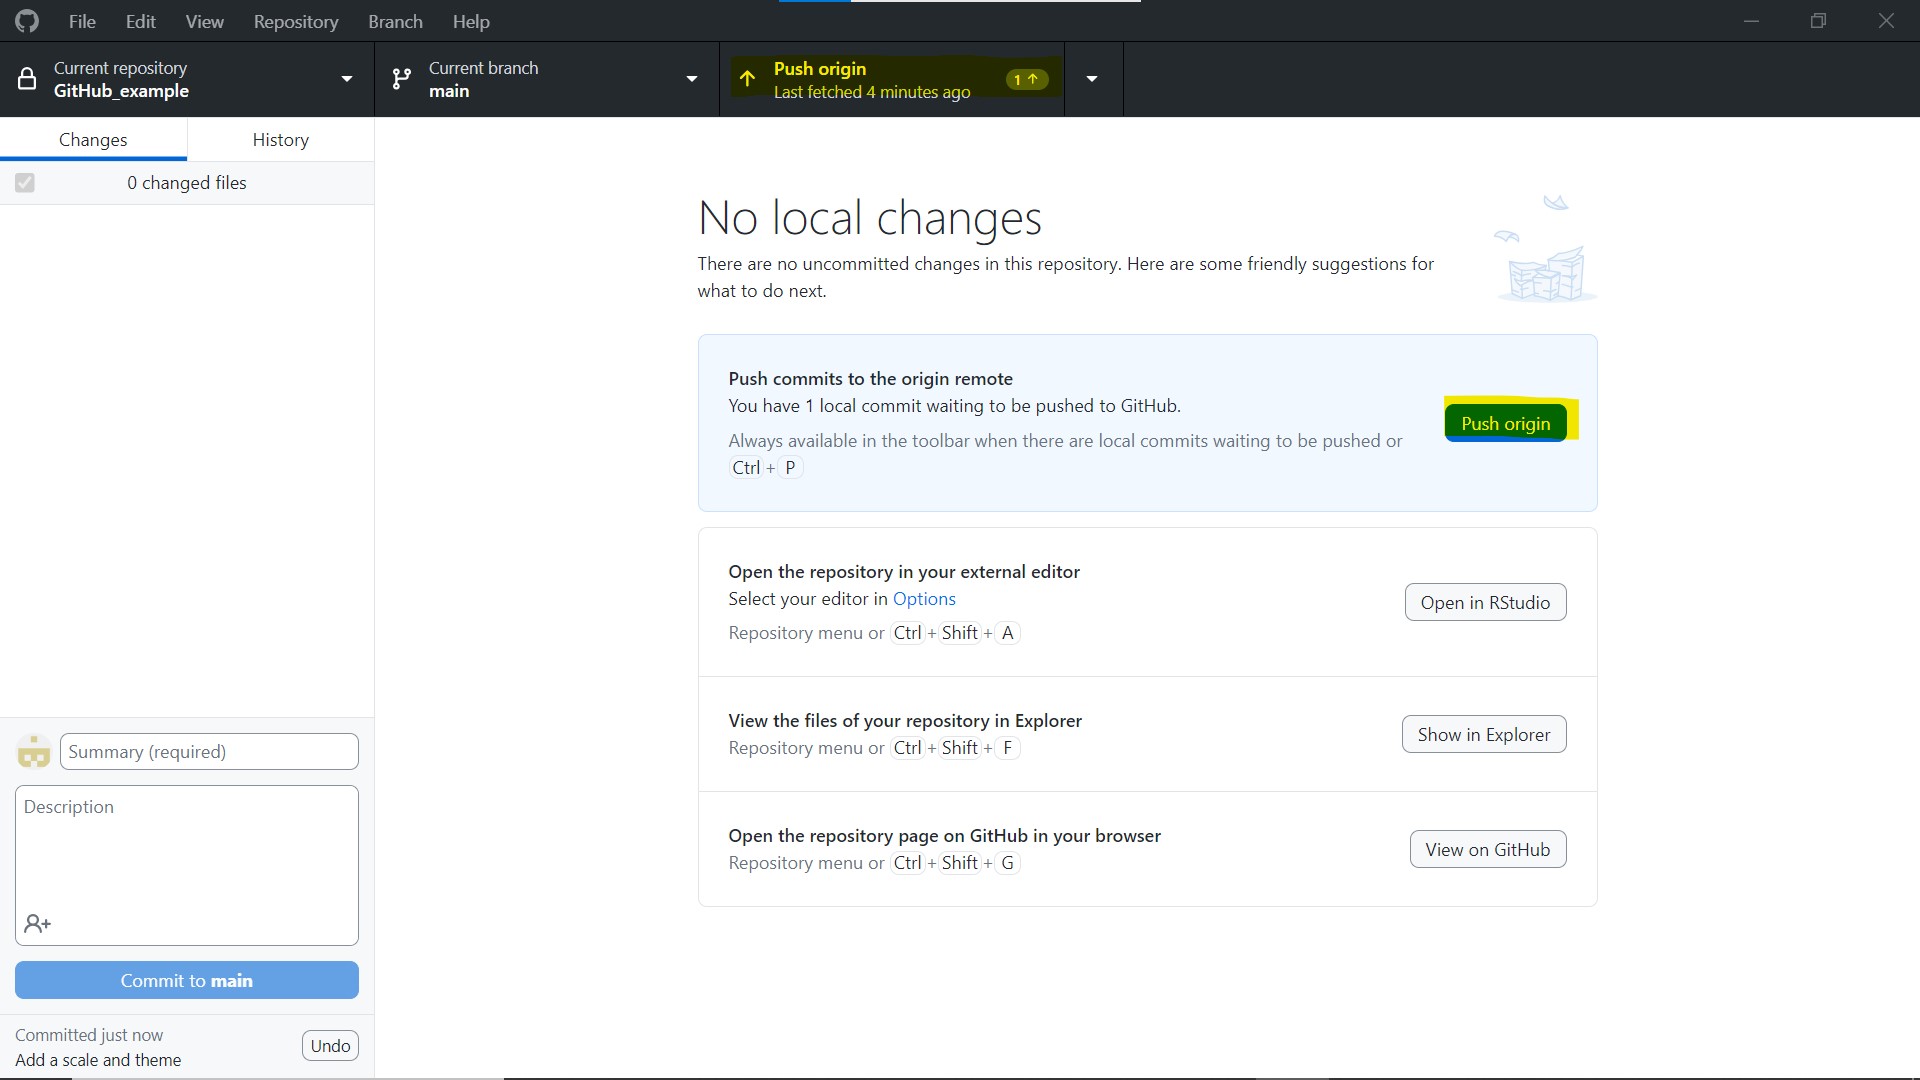 File Edit View Repository Branch Help
Current repository
GitHub_example
Current branch
main
Push origin
Last fetched 4 minutes ago
1
Changes
History
0 changed files
No local changes
There are no uncommitted changes in this repository. Here are some friendly suggestions for
what to do next.
Push commits to the origin remote
You have 1 local commit waiting to be pushed to GitHub.
Always available in the toolbar when there are local commits waiting to be pushed or
Ctrl + P
Push origin
Open the repository in your external editor
Select your editor in Options
Repository menu or Ctrl + Shift + A
Open in RStudio
View the files of your repository in Explorer
Repository menu or Ctrl + Shift + F
Show in Explorer
Open the repository page on GitHub in your browser
Repository menu or Ctrl + Shift + G
View on GitHub
Summary (required)
Description
Commit to main
Committed just now
Add a scale and theme
Undo